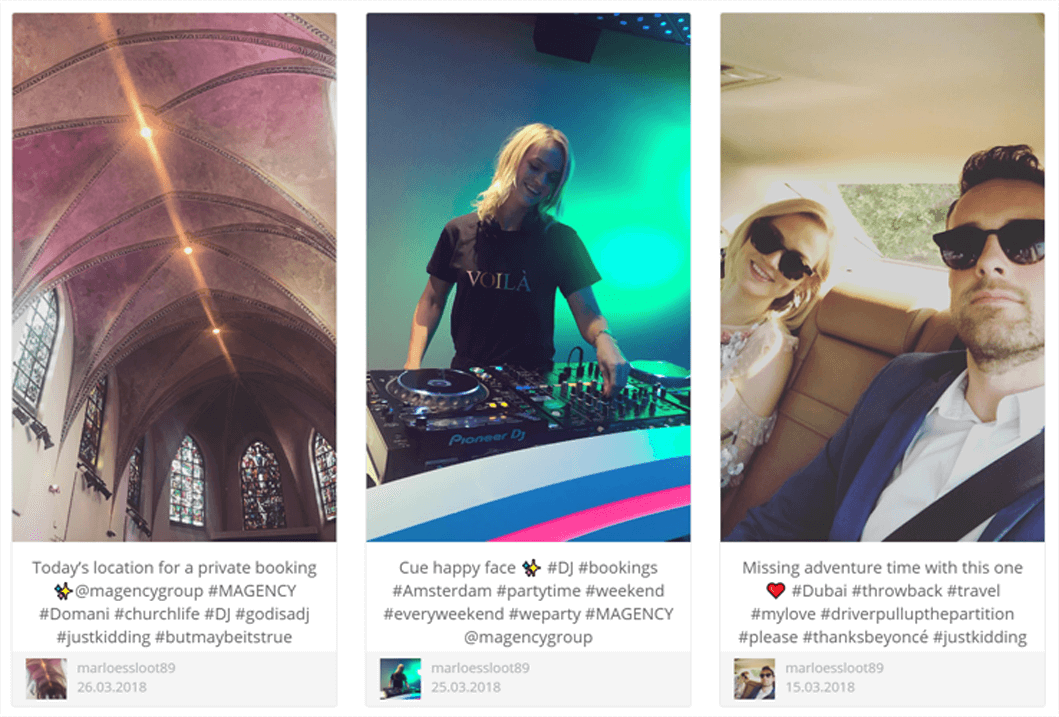 VOILÀ
Pioneer Dj
Today's location for a private booking
✨@magencygroup #MAGENCY
#Domani #churchlife #DJ #godisadj
#justkidding #butmaybeitstrue
marloessloot89
26.03.2018
Cue happy face ✨ #DJ #bookings
#Amsterdam #partytime #weekend
#everyweekend #weparty #MAGENCY
@magencygroup
marloessloot89
25.03.2018
Missing adventure time with this one
❤️ #Dubai #throwback #travel
#mylove #driverpullupthepartition
#please #thanksbeyoncé #justkidding
marloessloot89
15.03.2018